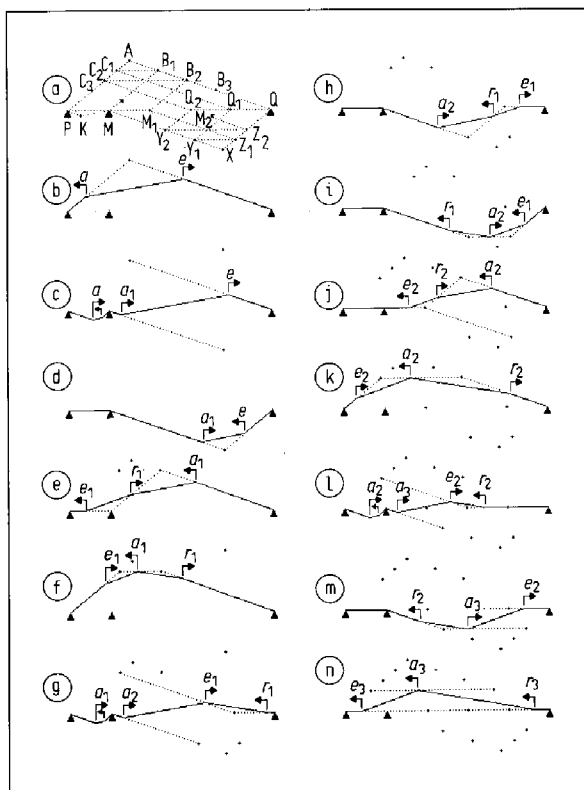 a
A
C₁ B₁
C₂ B₂
C₃ B₃
Q₂ Q₁ Q
P K M M₁ M₂
Y₂ Z₂
Y₁ X Z₁
b
a e
c
a a₁ e
d
a₁ e
e
e₁ r₁ a₁
f
e₁ a₁ r₁
g
a₁ a₂ e₁ r₁
h
a₂ r₁ e₁
i
r₁ a₂ e₁
j
e₂ r₂ a₂
k
e₂ a₂ r₂
l
a₂ a₃ e₂ r₂
m
r₂ a₃ e₂
n
e₃ a₃ r₃